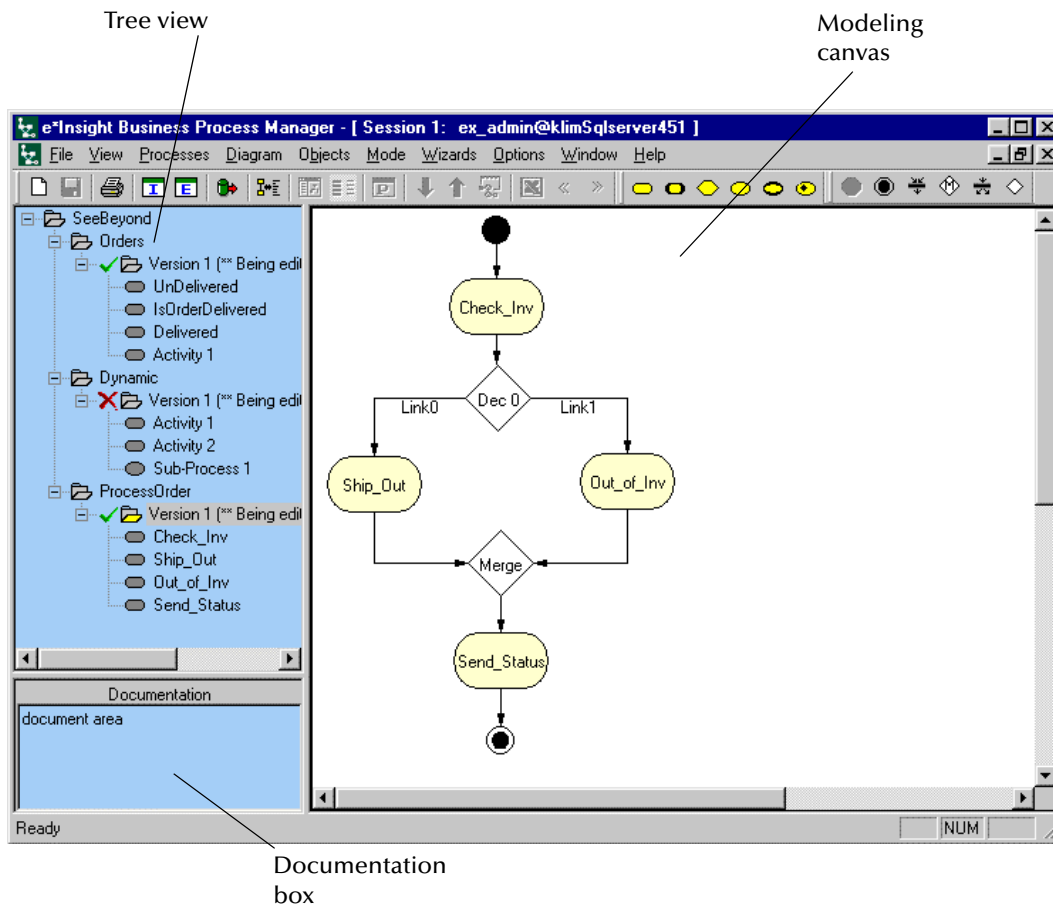 Tree view
Modeling
canvas
e*Insight Business Process Manager - [ Session 1: ex_admin@klimSqlserver451 ]
File View Processes Diagram Objects Mode Wizards Options Window Help
SeeBeyond
Orders
Version 1 (** Being edit
UnDelivered
IsOrderDelivered
Delivered
Activity 1
Dynamic
Version 1 (** Being edit
Activity 1
Activity 2
Sub-Process 1
ProcessOrder
Version 1 (** Being edit
Check_Inv
Ship_Out
Out_of_Inv
Send_Status
Check_Inv
Dec 0
Link0
Link1
Ship_Out
Out_of_Inv
Merge
Send_Status
Documentation
document area
Ready
NUM
Documentation
box